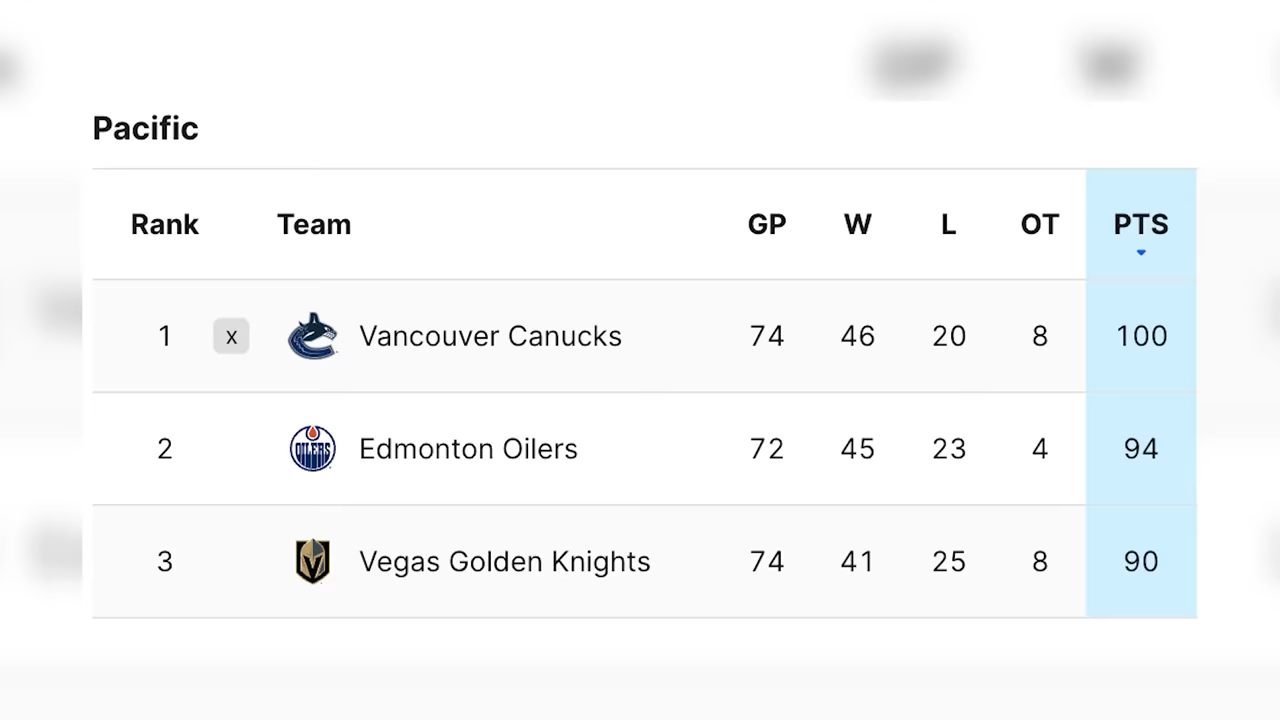 Pacific
Rank Team GP W L OT PTS
1 x Vancouver Canucks 74 46 20 8 100
2 OILERS Edmonton Oilers 72 45 23 4 94
3 Vegas Golden Knights 74 41 25 8 90